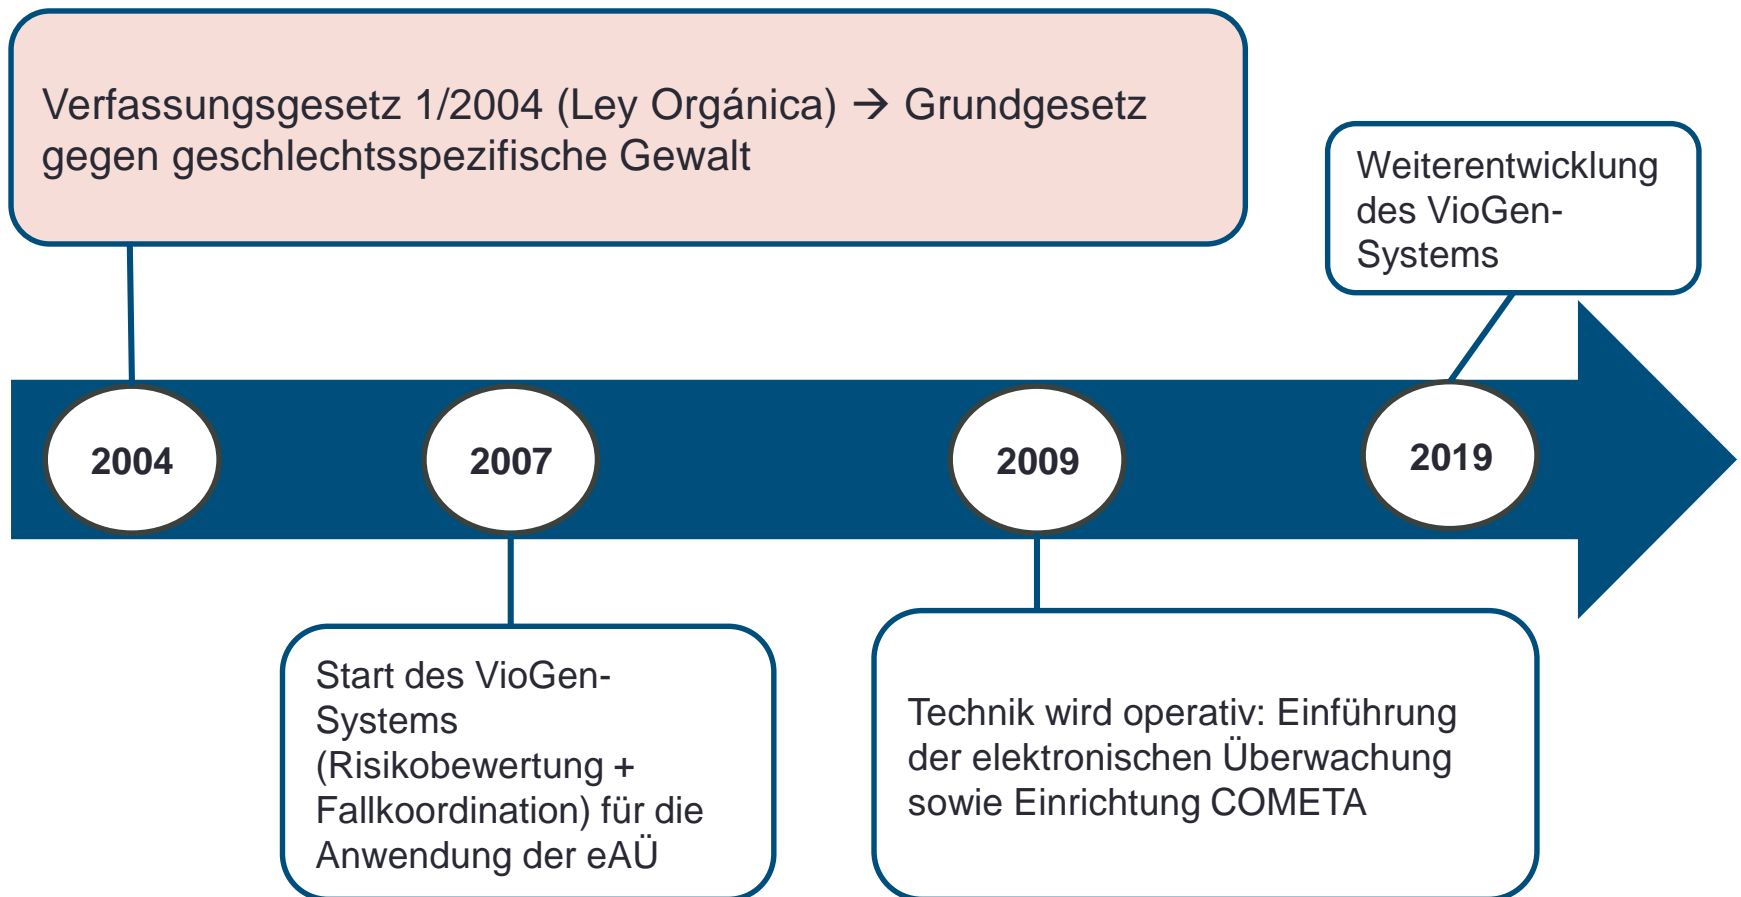 Verfassungsgesetz 1/2004 (Ley Orgánica) → Grundgesetz
gegen geschlechtsspezifische Gewalt
Weiterentwicklung
des VioGen-
Systems
2004
2007
2009
2019
Start des VioGen-
Systems
(Risikobewertung +
Fallkoordination) für die
Anwendung der eAÜ
Technik wird operativ: Einführung
der elektronischen Überwachung
sowie Einrichtung COMETA